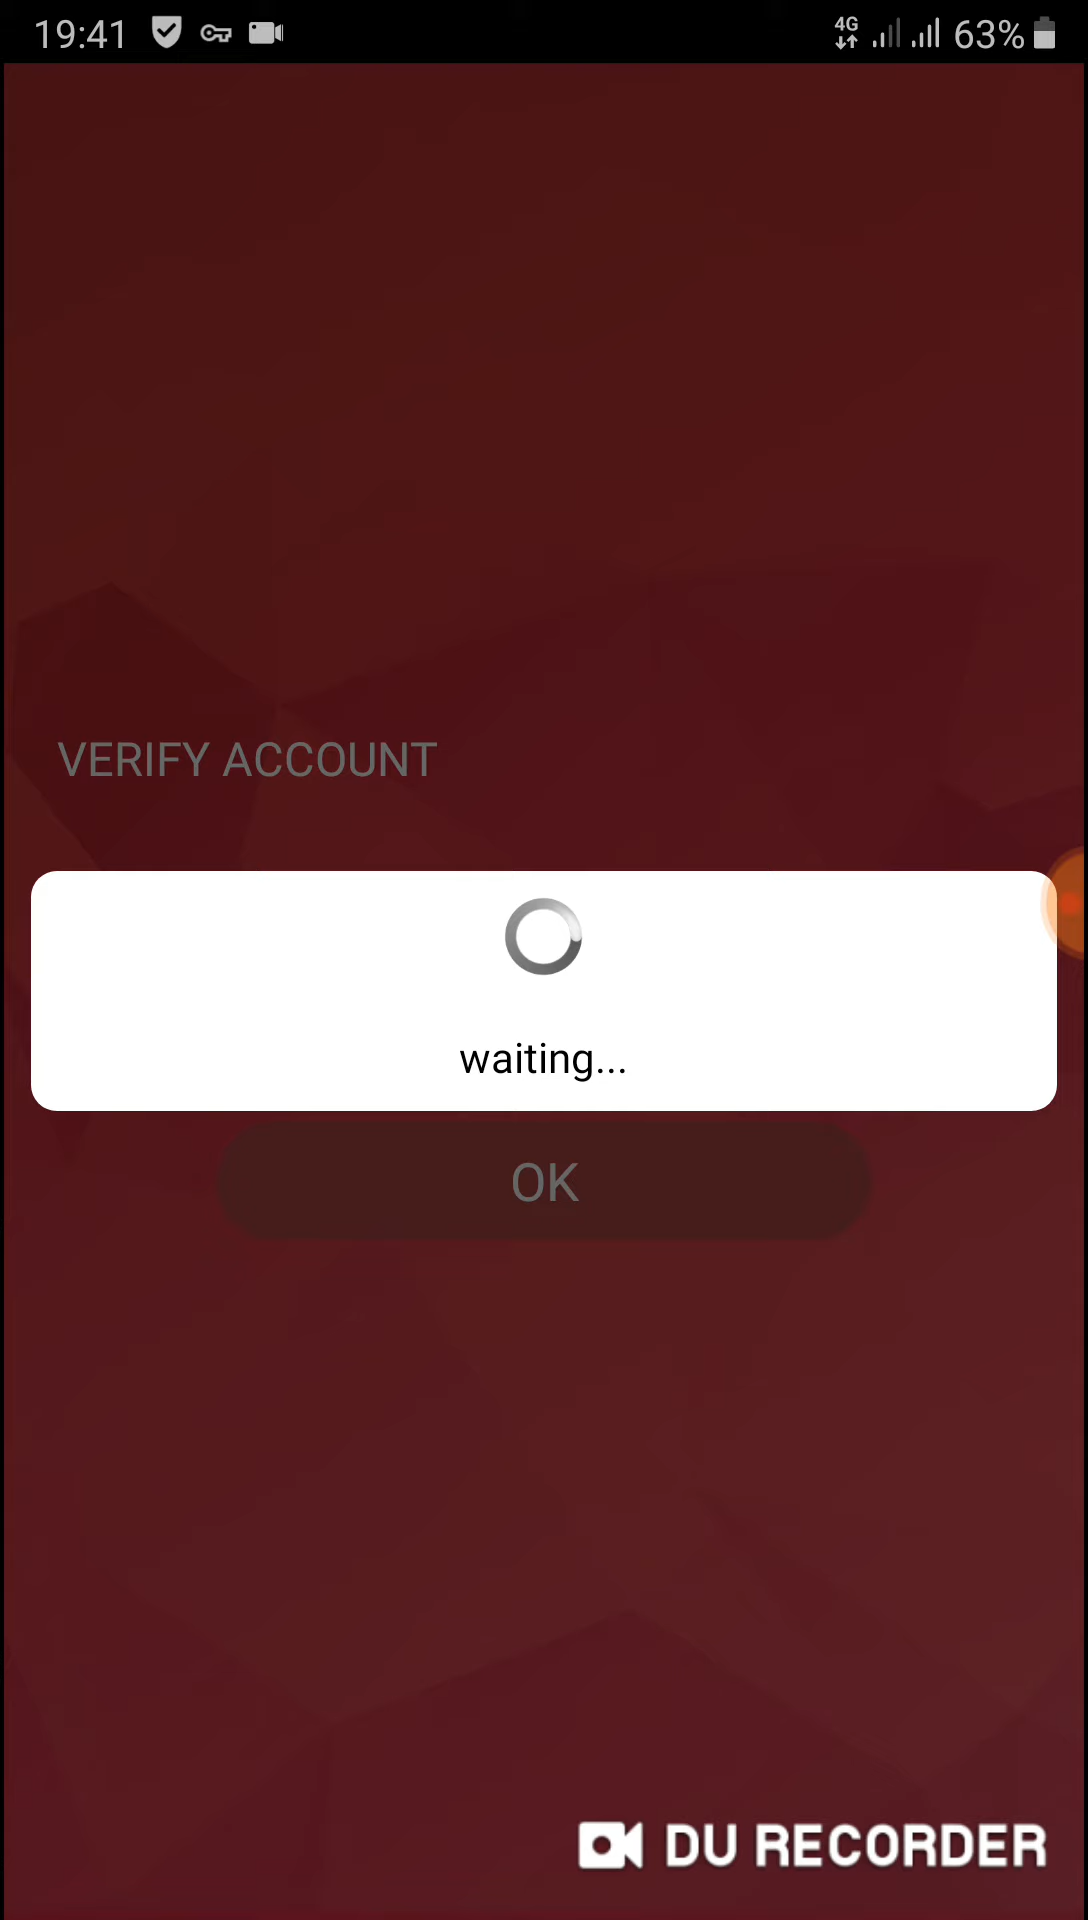 19:41 4G 63%
VERIFY ACCOUNT
waiting...
OK
DU RECORDER